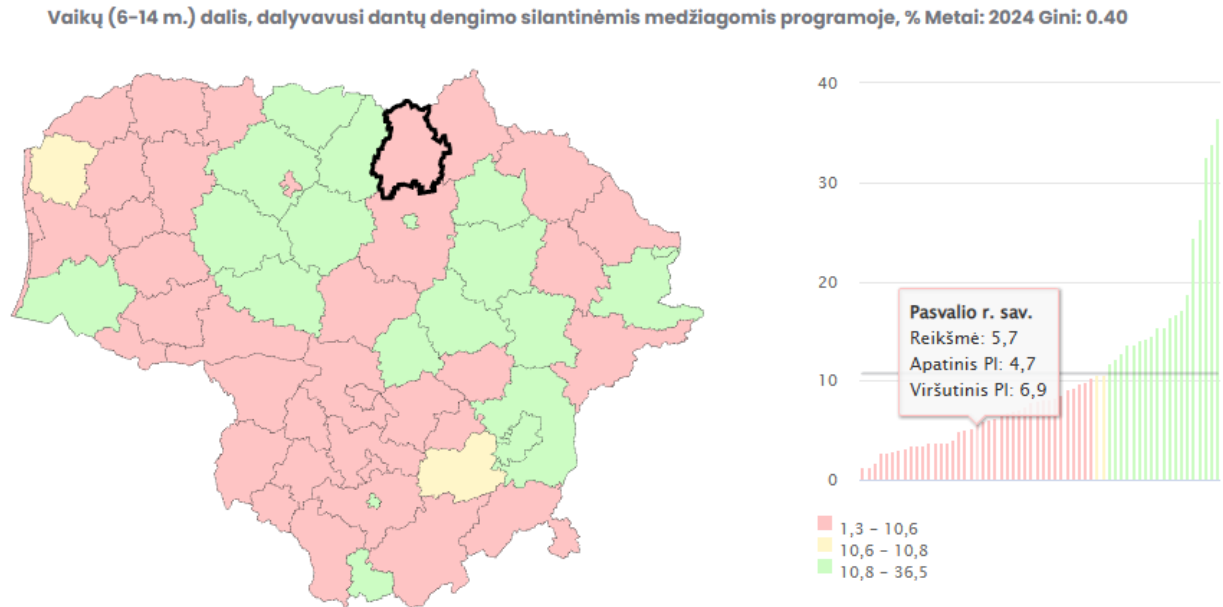 Vaikų (6-14 m.) dalis, dalyvavusi dantų dengimo silantinėmis medžiagomis programoje, % Metai: 2024 Gini: 0.40
40
30
20
10
0
Pasvalio r. sav.
Reikšmė: 5,7
Apatinis PI: 4,7
Viršutinis PI: 6,9
1,3 – 10,6
10,6 – 10,8
10,8 – 36,5